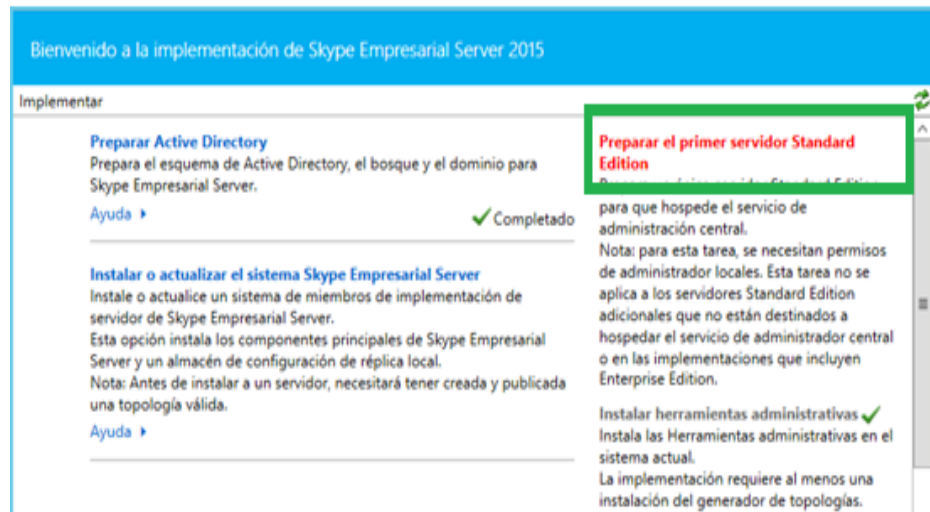 Bienvenido a la implementación de Skype Empresarial Server 2015
Implementar
Preparar Active Directory
Prepara el esquema de Active Directory, el bosque y el dominio para
Skype Empresarial Server.
Ayuda
Completado
Instalar o actualizar el sistema Skype Empresarial Server
Instale o actualice un sistema de miembros de implementación de
servidor de Skype Empresarial Server.
Esta opción instala los componentes principales de Skype Empresarial
Server y un almacén de configuración de réplica local.
Nota: Antes de instalar a un servidor, necesitará tener creada y publicada
una topología válida.
Ayuda
Preparar el primer servidor Standard
Edition
para que hospede el servicio de
administración central.
Nota: para esta tarea, se necesitan permisos
de administrador locales. Esta tarea no se
aplica a los servidores Standard Edition
adicionales que no están destinados a
hospedar el servicio de administrador central
o en las implementaciones que incluyen
Enterprise Edition.
Instalar herramientas administrativas
Instala las Herramientas administrativas en el
sistema actual.
La implementación requiere al menos una
instalación del generador de topologías.